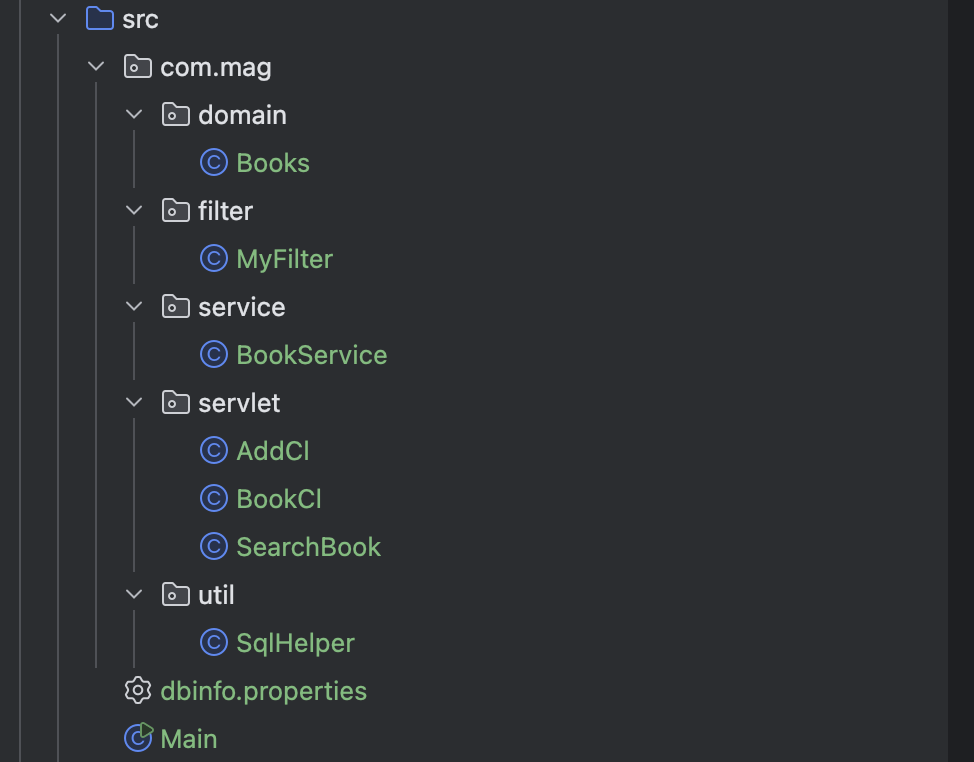 src
com.mag
domain
Books
filter
MyFilter
service
BookService
servlet
AddCl
BookCl
SearchBook
util
SqlHelper
dbinfo.properties
Main